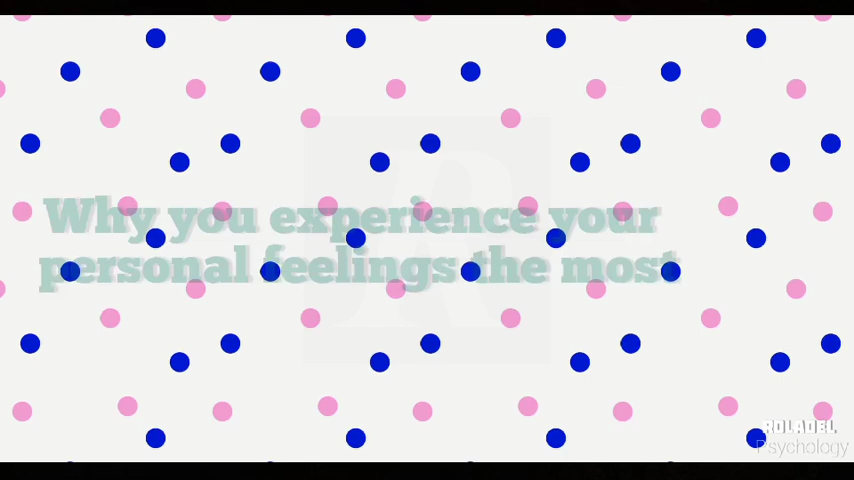 Why you experience your
personal feelings the most
R
ROLADEL
Psychology